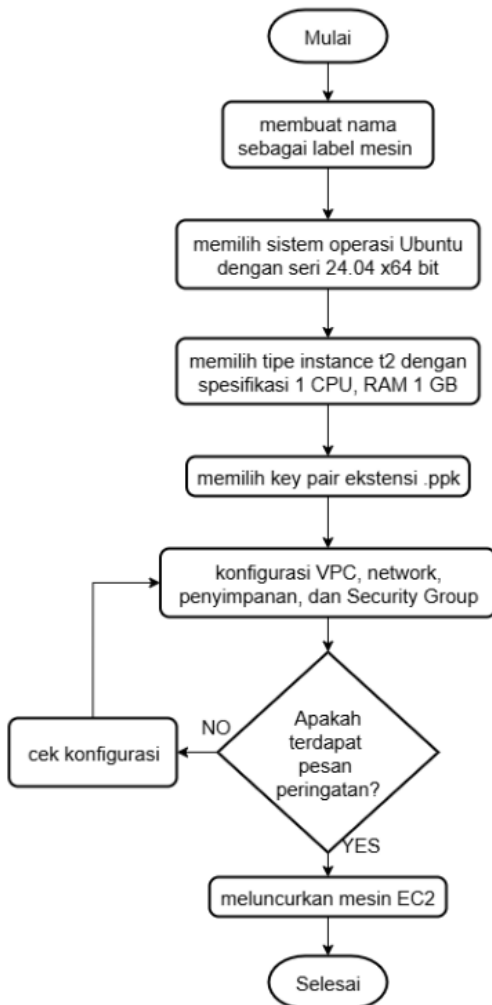 Mulai
membuat nama
sebagai label mesin
memilih sistem operasi Ubuntu
dengan seri 24.04 x64 bit
memilih tipe instance t2 dengan
spesifikasi 1 CPU, RAM 1 GB
memilih key pair ekstensi .ppk
konfigurasi VPC, network,
penyimpanan, dan Security Group
Apakah
terdapat
pesan
peringatan?
NO
cek konfigurasi
YES
meluncurkan mesin EC2
Selesai